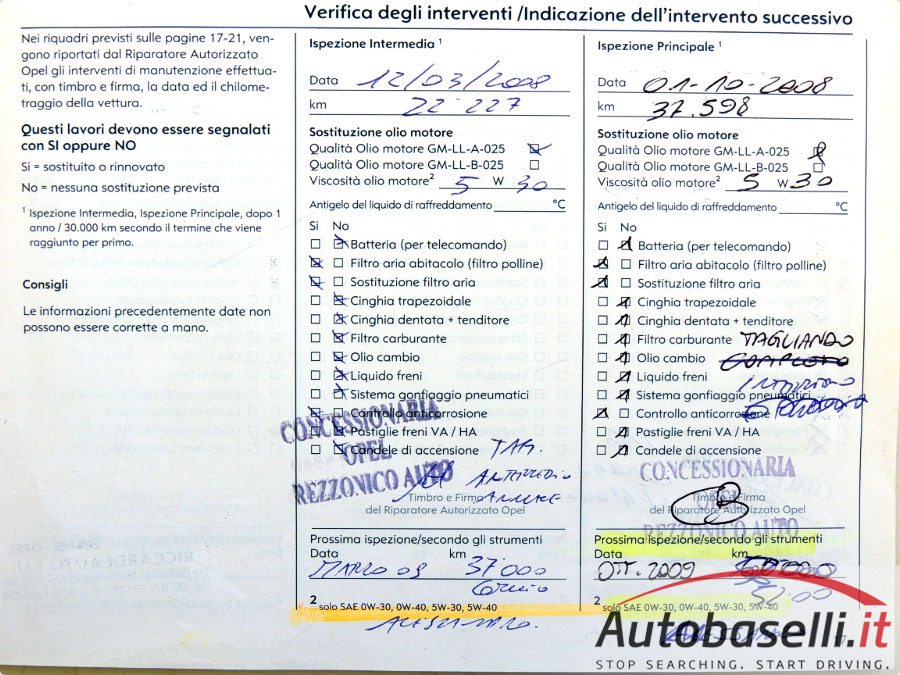 Verifica degli interventi /Indicazione dell'intervento successivo
Nei riquadri previsti sulle pagine 17-21, ven-
gono riportati dal Riparatore Autorizzato
Opel gli interventi di manutenzione effettua-
ti, con timbro e firma, la data ed il chilome-
traggio della vettura.
Questi lavori devono essere segnalati
con SI oppure NO
Si = sostituito o rinnovato
No = nessuna sostituzione prevista
1 Ispezione Intermedia, Ispezione Principale, dopo 1
anno / 30.000 km secondo il termine che viene
raggiunto per primo.
Consigli
Le informazioni precedentemente date non
possono essere corrette a mano.
Ispezione Intermedia 1
Data 12/03/2008
km 22 227
Sostituzione olio motore
Qualità Olio motore GM-LL-A-025
Qualità Olio motore GM-LL-B-025
Viscosità olio motore2 5 W 30
Antigelo del liquido di raffreddamento °C
Si No
Batteria (per telecomando)
Filtro aria abitacolo (filtro polline)
Sostituzione filtro aria
Cinghia trapezoidale
Cinghia dentata + tenditore
Filtro carburante
Olio cambio
Liquido freni
Sistema gonfiaggio pneumatici
Controllo anticorrosione
Pastiglie freni VA / HA
Candele di accensione TAG.
CONCESSIONARIA
OPEL
REZZONICO AUTO
Timbro e Firma
del Riparatore Autorizzato Opel
Prossima ispezione/secondo gli strumenti
Data km
MARZO 09 37000
2 solo SAE 0W-30, 0W-40, 5W-30, 5W-40
Ispezione Principale 1
Data 01-10-2008
km 37.598
Sostituzione olio motore
Qualità Olio motore GM-LL-A-025
Qualità Olio motore GM-LL-B-025
Viscosità olio motore2 5 W 30
Antigelo del liquido di raffreddamento °C
Si No
Batteria (per telecomando)
Filtro aria abitacolo (filtro polline)
Sostituzione filtro aria
Cinghia trapezoidale
Cinghia dentata + tenditore
Filtro carburante TAGLIANDO
Olio cambio
Liquido freni
Sistema gonfiaggio pneumatici
Controllo anticorrosione
Pastiglie freni VA / HA
Candele di accensione
CONCESSIONARIA
Timbro e Firma
del Riparatore Autorizzato Opel
REZZONICO AUTO
Prossima ispezione/secondo gli strumenti
Data km
OTT. 2009
2 solo SAE 0W-30, 0W-40, 5W-30, 5W-40
Autobaselli.it
STOP SEARCHING. START DRIVING.